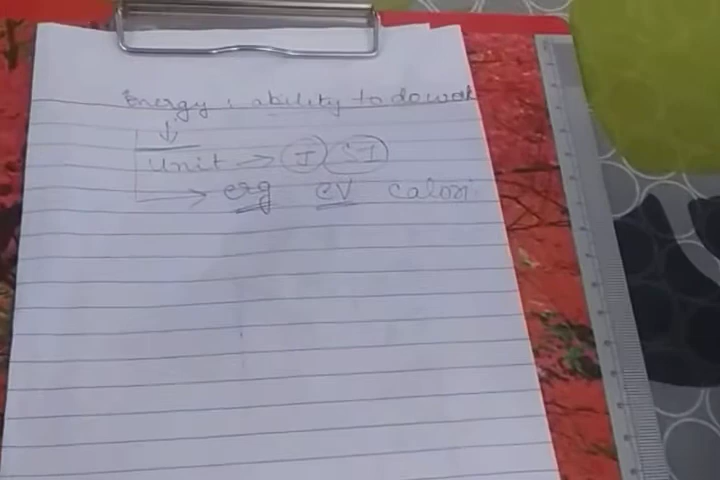 Energy : ability to do work
Unit → J SI
→ erg eV calori